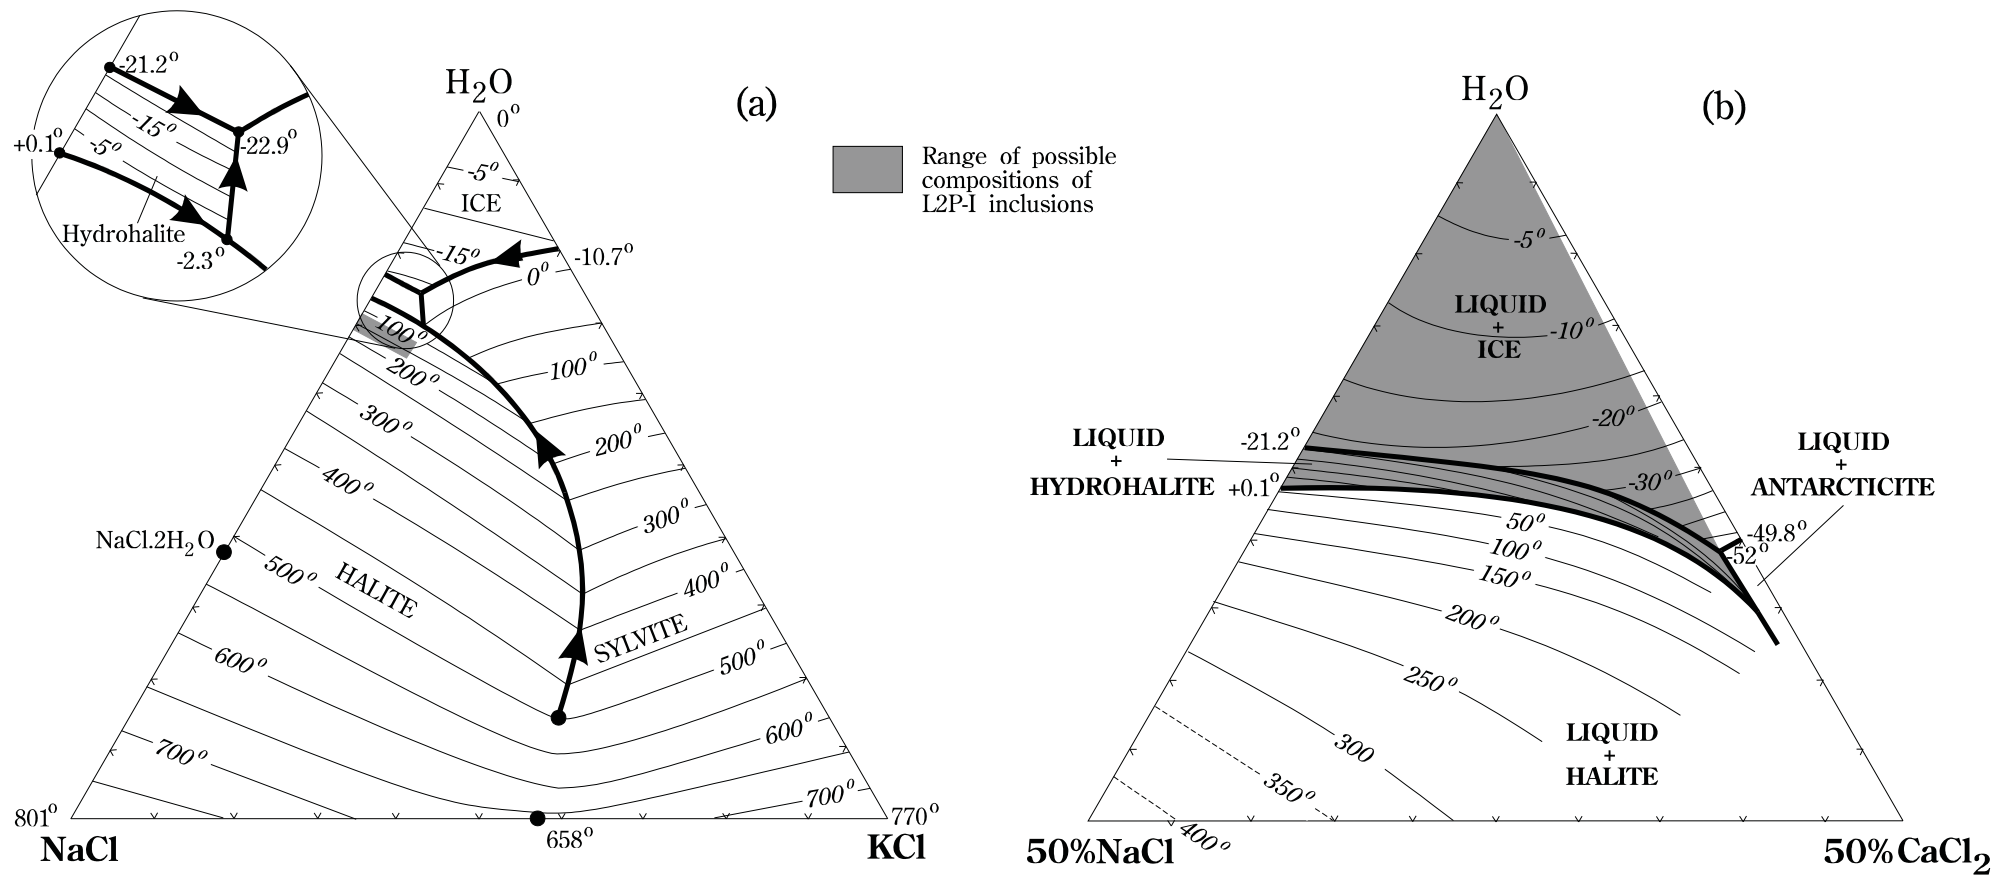 (a)
H2O
0°
-5°
ICE
-15°
-10.7°
0°
-21.2°
-15°
+0.1°
-5°
-22.9°
Hydrohalite
-2.3°
100°
200°
300°
400°
500°
600°
700°
100°
200°
300°
400°
500°
600°
700°
NaCl.2H2O
HALITE
SYLVITE
801°
770°
658°
NaCl
KCl
Range of possible
compositions of
L2P-I inclusions
(b)
H2O
-5°
LIQUID
+
ICE
-10°
-20°
-30°
-21.2°
+0.1°
LIQUID
+
HYDROHALITE
LIQUID
+
ANTARCTICITE
-49.8°
-52°
50°
100°
150°
200°
250°
300
350°
400°
LIQUID
+
HALITE
50%NaCl
50%CaCl2